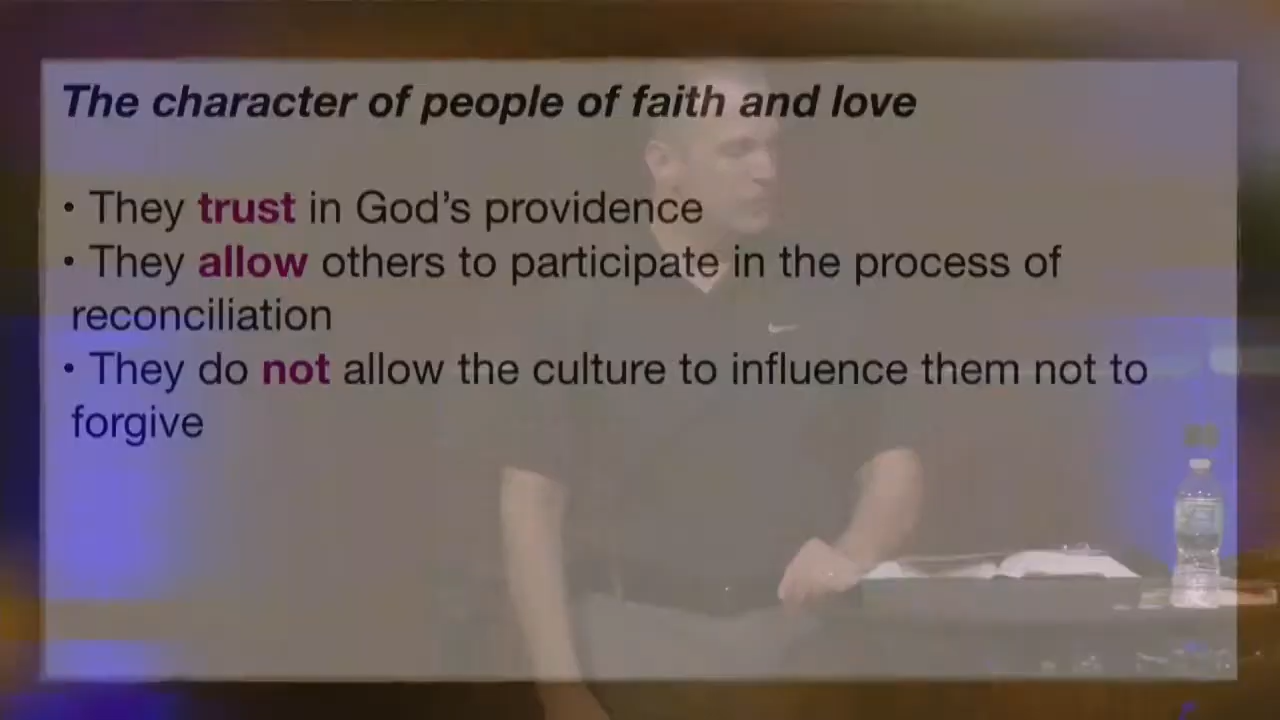 The character of people of faith and love
• They trust in God’s providence
• They allow others to participate in the process of
reconciliation
• They do not allow the culture to influence them not to
forgive